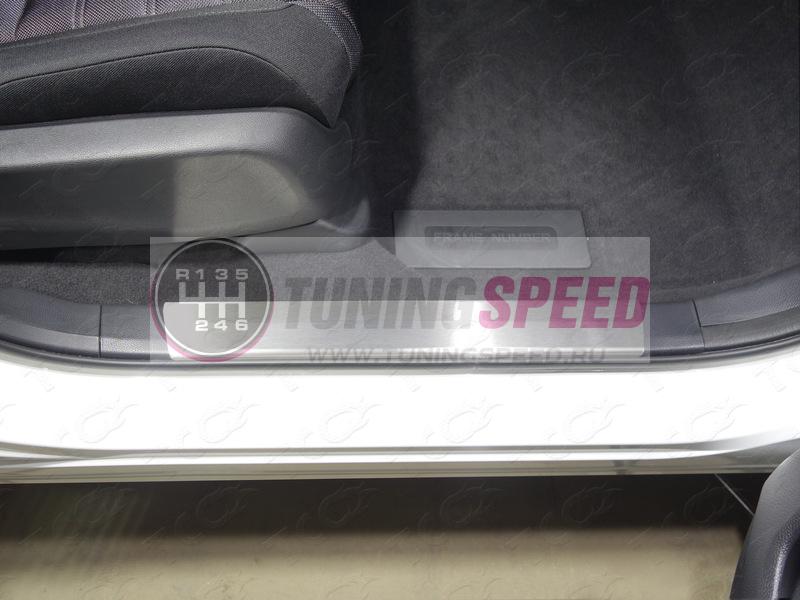 FRAME NUMBER
R 1 3 5
TUNINGSPEED
2 4 6
WWW.TUNINGSPEED.RU